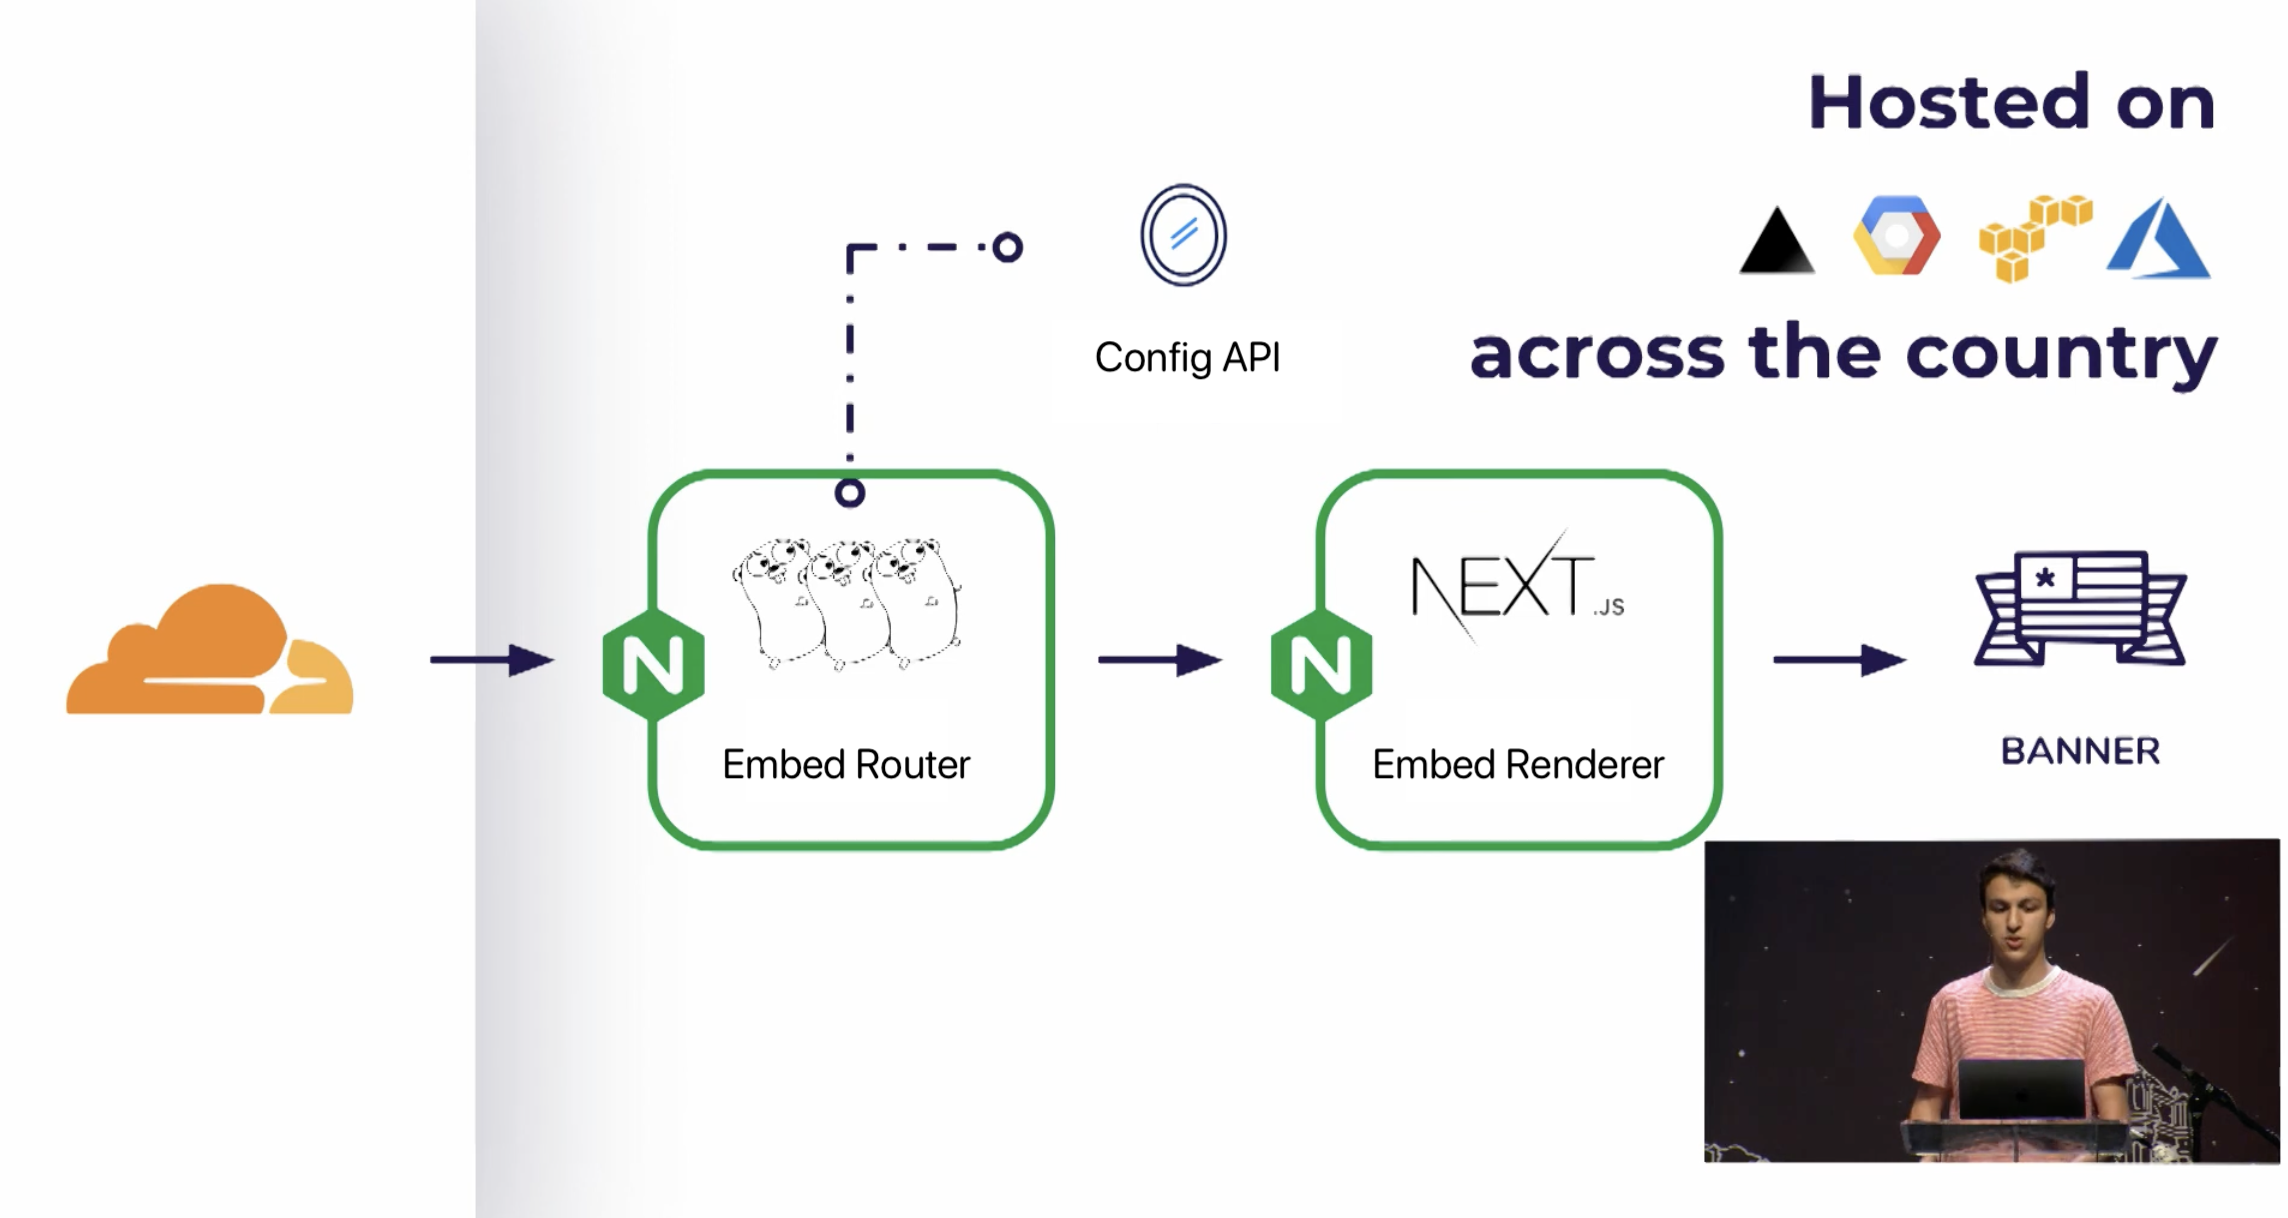 Hosted on
across the country
Config API
N
NEXT.JS
Embed Router
N
Embed Renderer
BANNER